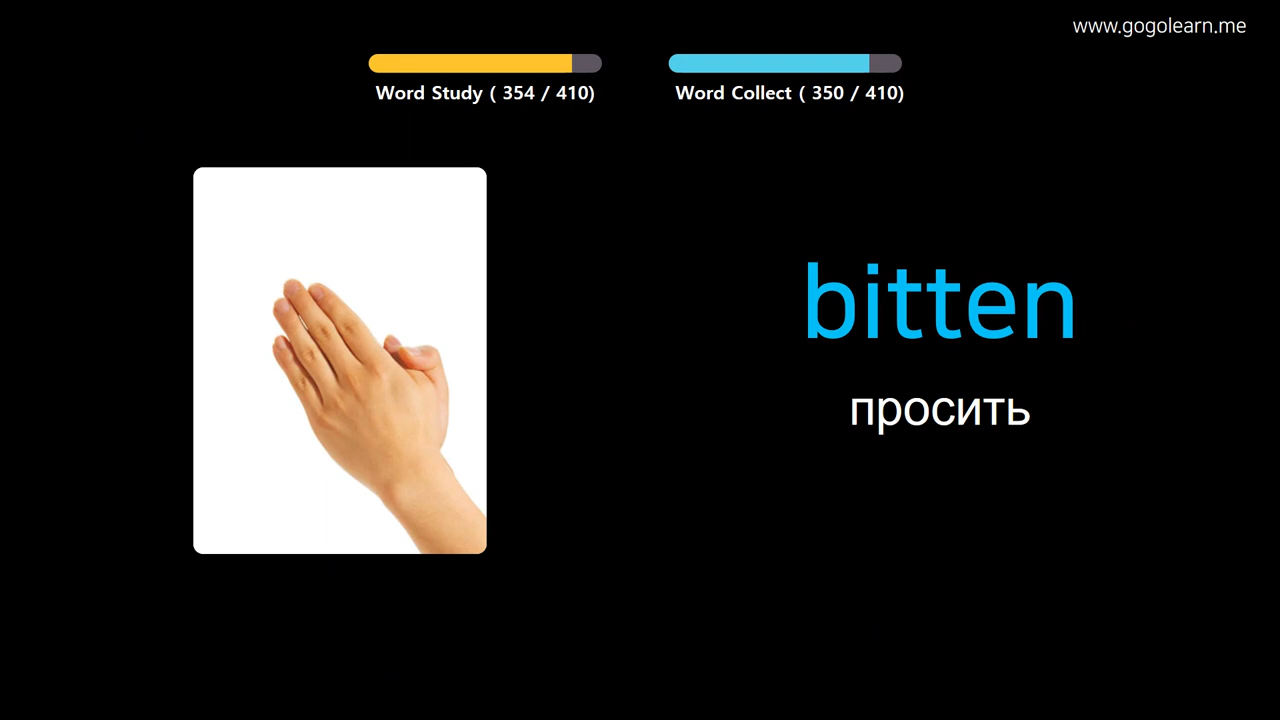 www.gogolearn.me
Word Study ( 354 / 410)
Word Collect ( 350 / 410)
bitten
просить